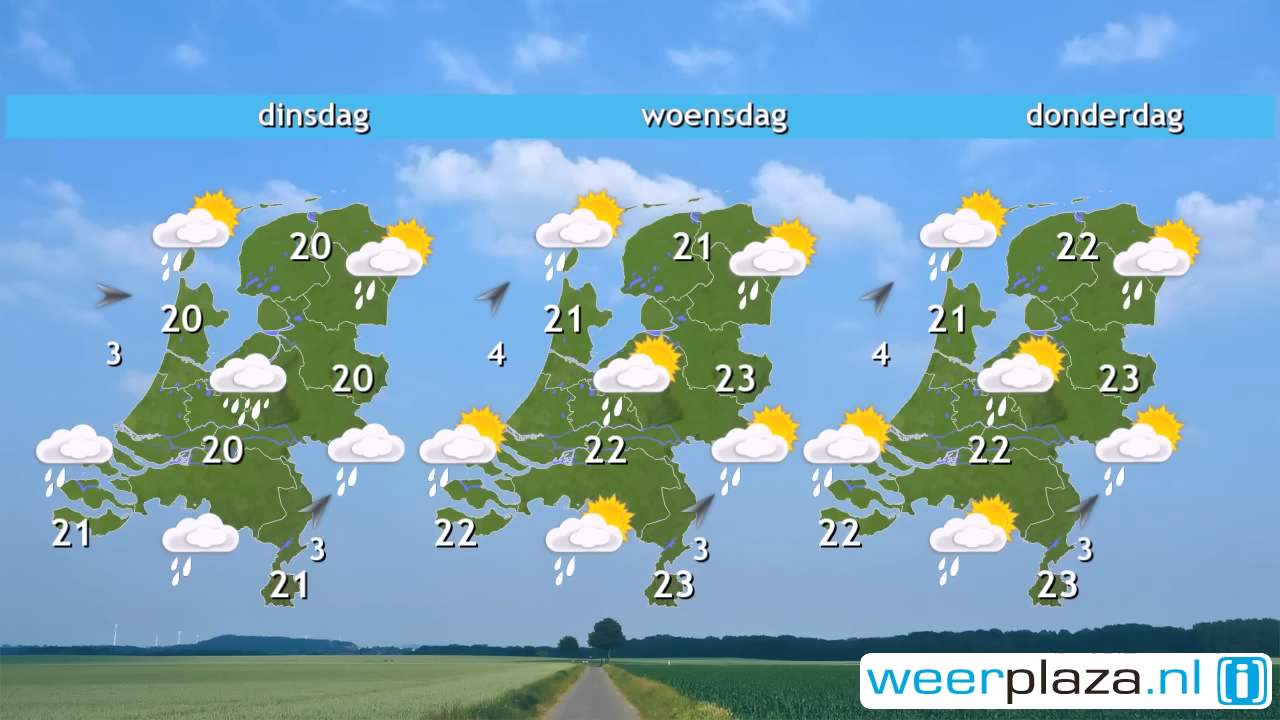 dinsdag woensdag donderdag
20 21 22
20 21 21
3 4 4
20 23 23
20 22 22
21 22 22
3 3 3
21 23 23
weerplaza.nl